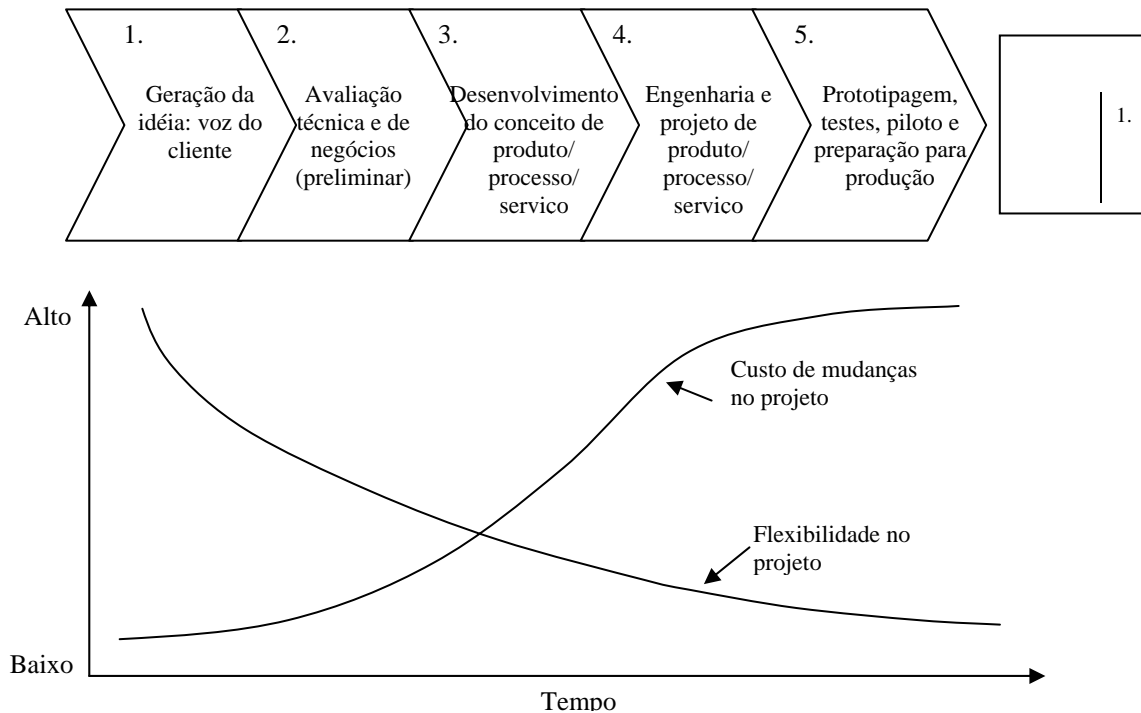 1.
Geração da
idéia: voz do
cliente
2.
Avaliação
técnica e de
negócios
(preliminar)
3.
Desenvolvimento
do conceito de
produto/
processo/
servico
4.
Engenharia e
projeto de
produto/
processo/
servico
5.
Prototipagem,
testes, piloto e
preparação para
produção
1.
Alto
Custo de mudanças
no projeto
Flexibilidade no
projeto
Baixo
Tempo